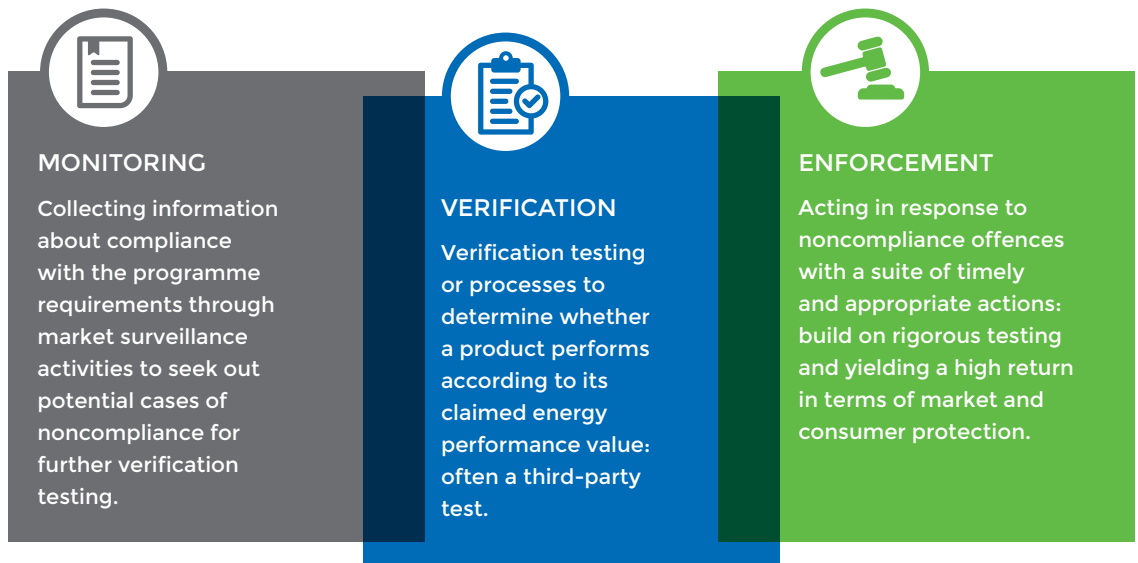 MONITORING
Collecting information
about compliance
with the programme
requirements through
market surveillance
activities to seek out
potential cases of
noncompliance for
further verification
testing.
VERIFICATION
Verification testing
or processes to
determine whether
a product performs
according to its
claimed energy
performance value:
often a third-party
test.
ENFORCEMENT
Acting in response to
noncompliance offences
with a suite of timely
and appropriate actions:
build on rigorous testing
and yielding a high return
in terms of market and
consumer protection.